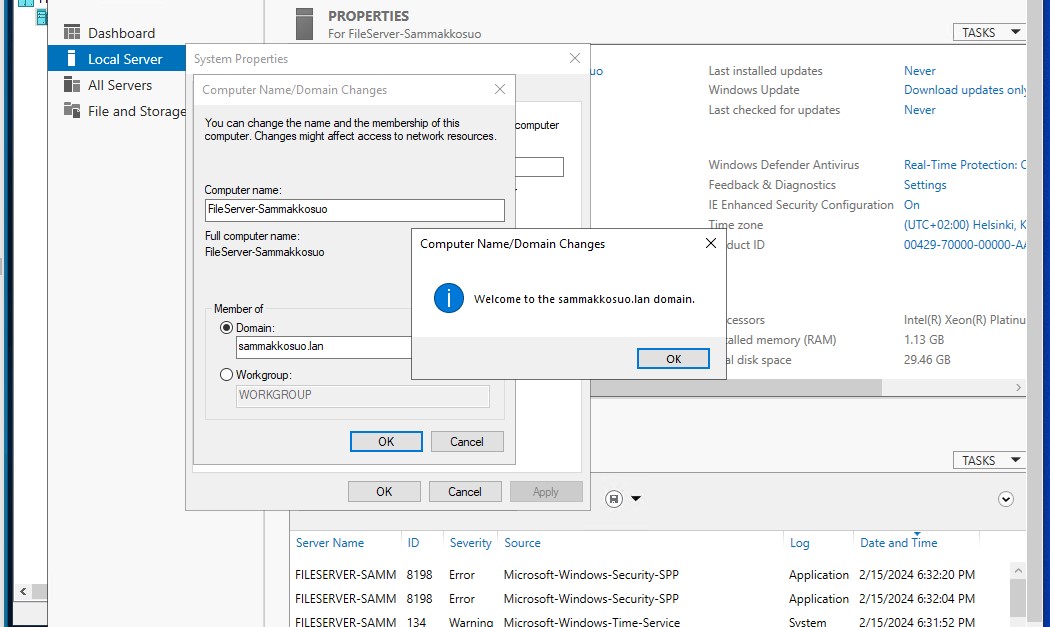 Dashboard
Local Server
All Servers
File and Storage
PROPERTIES
For FileServer-Sammakkosuo
TASKS
System Properties
Computer Name/Domain Changes
You can change the name and the membership of this
computer. Changes might affect access to network resources.
Computer name:
FileServer-Sammakkosuo
Full computer name:
FileServer-Sammakkosuo
Member of
Domain:
sammakkosuo.lan
Workgroup:
WORKGROUP
OK Cancel
computer
OK Cancel Apply
Computer Name/Domain Changes
Welcome to the sammakkosuo.lan domain.
OK
uo
Last installed updates Never
Windows Update Download updates only
Last checked for updates Never
Windows Defender Antivirus Real-Time Protection:
Feedback & Diagnostics Settings
IE Enhanced Security Configuration On
Time zone (UTC+02:00) Helsinki, K
duct ID 00429-70000-00000-AA
cessors Intel(R) Xeon(R) Platinu
alled memory (RAM) 1.13 GB
al disk space 29.46 GB
TASKS
Server Name ID Severity Source Log Date and Time
FILESERVER-SAMM 8198 Error Microsoft-Windows-Security-SPP Application 2/15/2024 6:32:20 PM
FILESERVER-SAMM 8198 Error Microsoft-Windows-Security-SPP Application 2/15/2024 6:32:04 PM
FILESERVER-SAMM 134 Warning Microsoft-Windows-Time-Service System 2/15/2024 6:31:52 PM